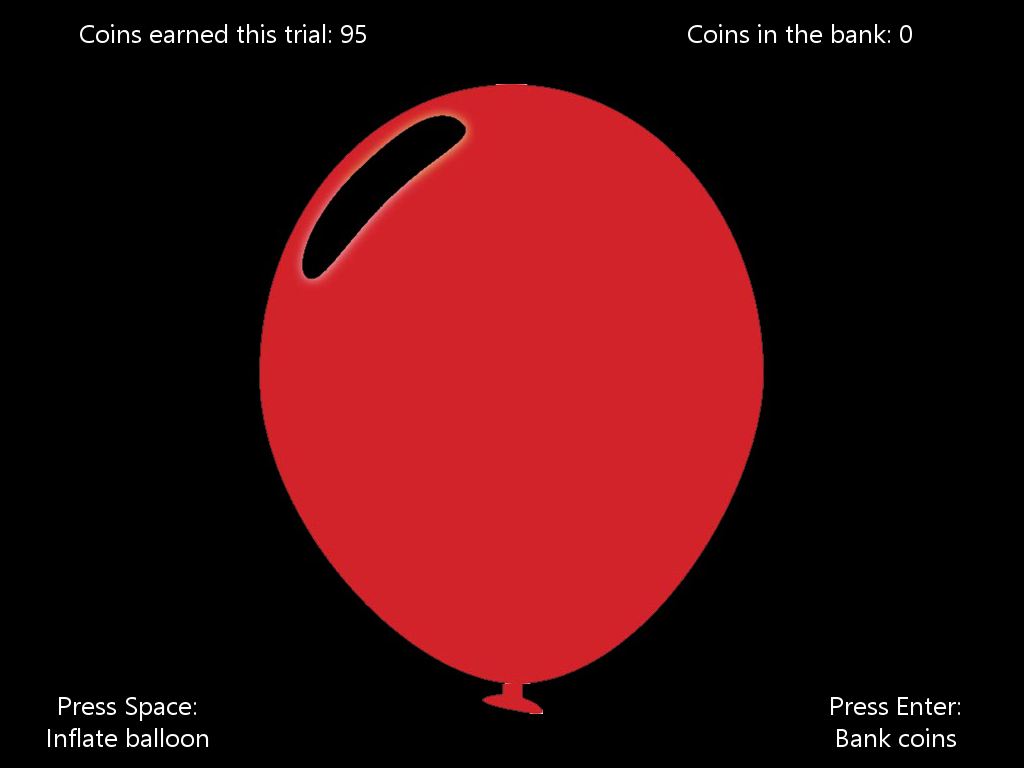 Coins earned this trial: 95
Coins in the bank: 0
Press Space:
Inflate balloon
Press Enter:
Bank coins